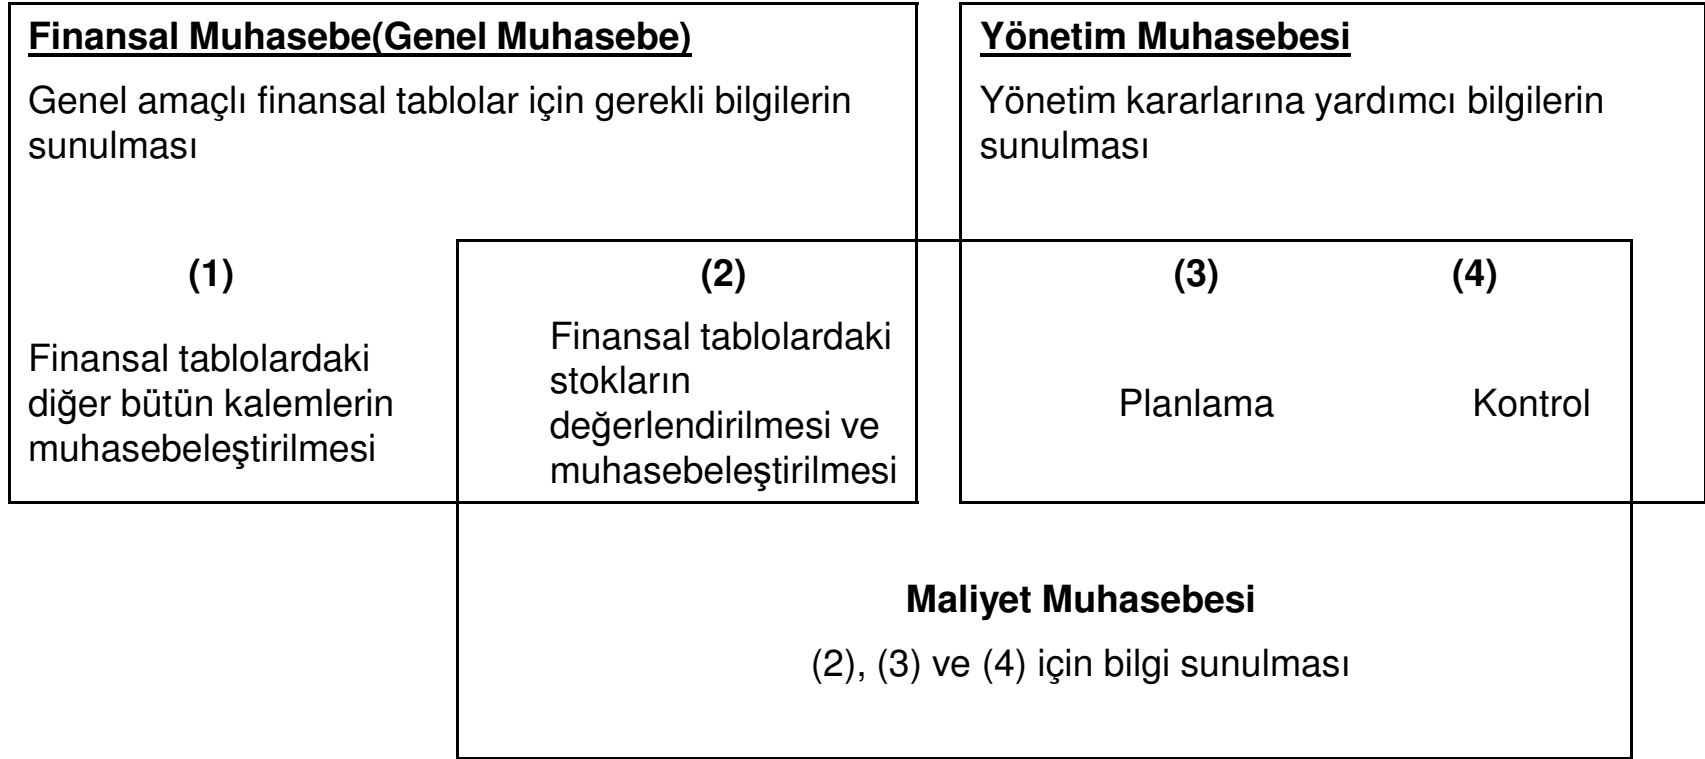 Finansal Muhasebe(Genel Muhasebe)
Genel amaçlı finansal tablolar için gerekli bilgilerin
sunulması
Yönetim Muhasebesi
Yönetim kararlarına yardımcı bilgilerin
sunulması
(1)
Finansal tablolardaki
diğer bütün kalemlerin
muhasebeleştirilmesi
(2)
Finansal tablolardaki
stokların
değerlendirilmesi ve
muhasebeleştirilmesi
(3)
Planlama
(4)
Kontrol
Maliyet Muhasebesi
(2), (3) ve (4) için bilgi sunulması